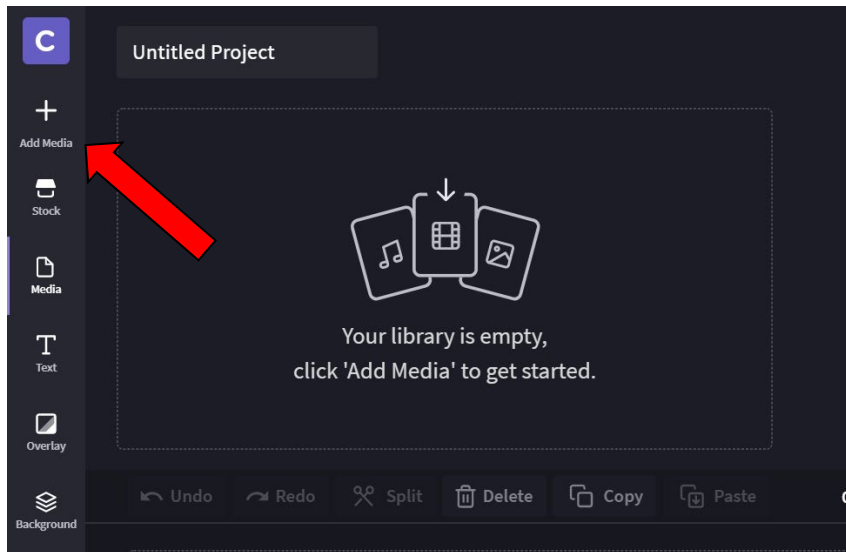 C
Untitled Project
Add Media
Stock
Media
Text
Overlay
Background
Your library is empty,
click 'Add Media' to get started.
Undo Redo Split Delete Copy Paste